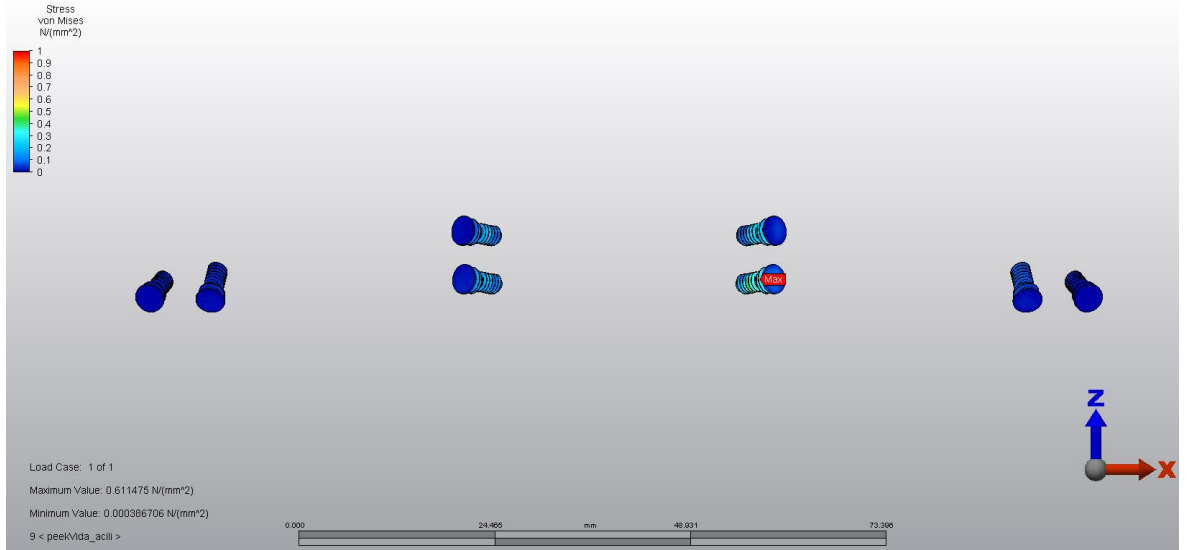 Stress
von Mises
N/(mm^2)
1
0.9
0.8
0.7
0.6
0.5
0.4
0.3
0.2
0.1
0
Max
Z
X
Load Case: 1 of 1
Maximum Value: 0.611475 N/(mm^2)
Minimum Value: 0.000386706 N/(mm^2)
0.000 24.465 mm 48.931 73.396
9 < peekVida_acili >